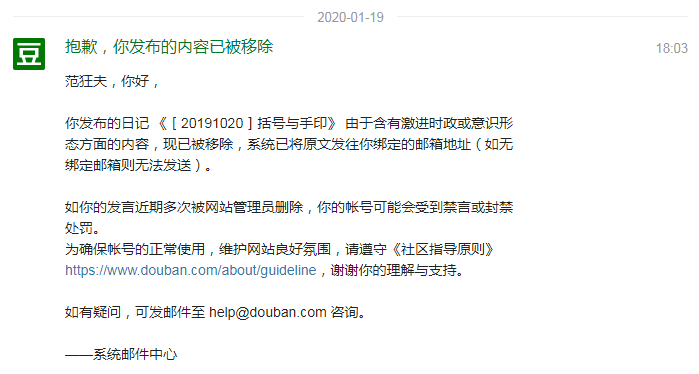 2020-01-19
豆
抱歉，你发布的内容已被移除
18:03
范狂夫，你好，
你发布的日记 《［20191020］括号与手印》 由于含有激进时政或意识形
态方面的内容，现已被移除，系统已将原文发往你绑定的邮箱地址（如无
绑定邮箱则无法发送）。
如你的发言近期多次被网站管理员删除，你的帐号可能会受到禁言或封禁
处罚。
为确保帐号的正常使用，维护网站良好氛围，请遵守《社区指导原则》
https://www.douban.com/about/guideline，谢谢你的理解与支持。
如有疑问，可发邮件至 help@douban.com 咨询。
——系统邮件中心